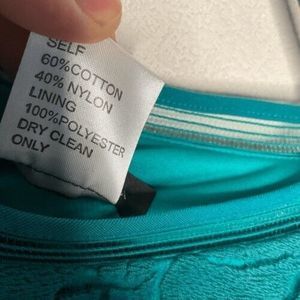 SELF
60%COTTON
40% NYLON
LINING
100%POLYESTER
DRY CLEAN
ONLY